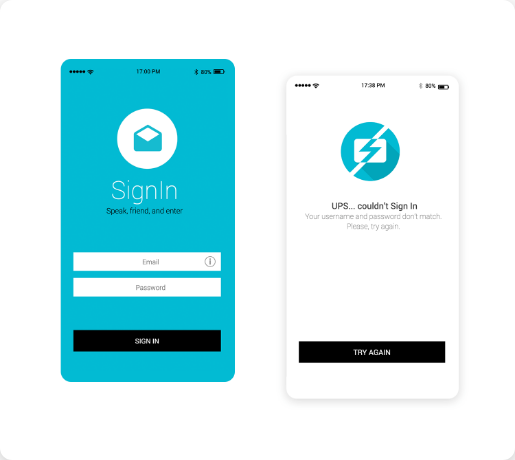 17:00 PM
80%
SignIn
Speak, friend, and enter
Email
Password
SIGN IN
17:38 PM
80%
UPS... couldn't Sign In
Your username and password don't match.
Please, try again.
TRY AGAIN